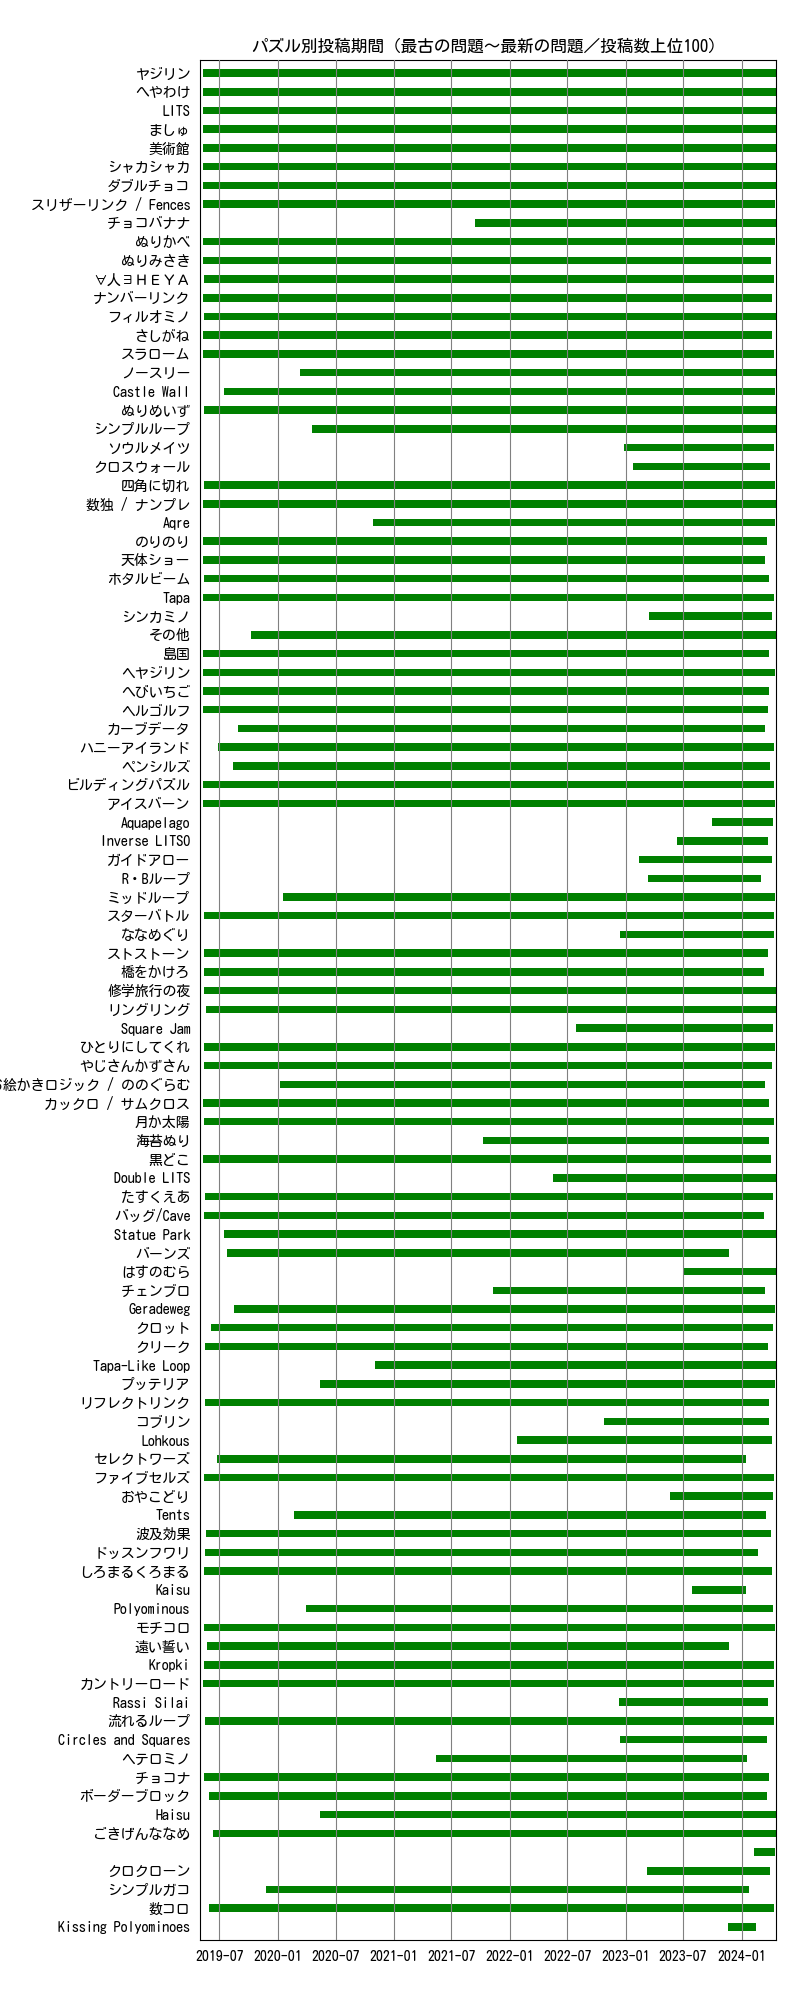 パズル別投稿期間（最古の問題～最新の問題／投稿数上位100）
ヤジリン
へやわけ
LITS
ましゅ
美術館
シャカシャカ
ダブルチョコ
スリザーリンク / Fences
チョコバナナ
ぬりかべ
ぬりみさき
∀人∃ＨＥＹＡ
ナンバーリンク
フィルオミノ
さしがね
スラローム
ノースリー
Castle Wall
ぬりめいず
シンプルループ
ソウルメイツ
クロスウォール
四角に切れ
数独 / ナンプレ
Aqre
のりのり
天体ショー
ホタルビーム
Tapa
シンカミノ
その他
島国
ヘヤジリン
へびいちご
ヘルゴルフ
カーブデータ
ハニーアイランド
ペンシルズ
ビルディングパズル
アイスバーン
Aquapelago
Inverse LITSO
ガイドアロー
R・Bループ
ミッドループ
スターバトル
ななめぐり
ストストーン
橋をかけろ
修学旅行の夜
リングリング
Square Jam
ひとりにしてくれ
やじさんかずさん
絵かきロジック / ののぐらむ
カックロ / サムクロス
月か太陽
海苔ぬり
黒どこ
Double LITS
たすくえあ
バッグ/Cave
Statue Park
バーンズ
はすのむら
チェンブロ
Geradeweg
クロット
クリーク
Tapa-Like Loop
プッテリア
リフレクトリンク
コブリン
Lohkous
セレクトワーズ
ファイブセルズ
おやこどり
Tents
波及効果
ドッスンフワリ
しろまるくろまる
Kaisu
Polyominous
モチコロ
遠い誓い
Kropki
カントリーロード
Rassi Silai
流れるループ
Circles and Squares
ヘテロミノ
チョコナ
ボーダーブロック
Haisu
ごきげんななめ
クロクローン
シンプルガコ
数コロ
Kissing Polyominoes
2019-07 2020-01 2020-07 2021-01 2021-07 2022-01 2022-07 2023-01 2023-07 2024-01